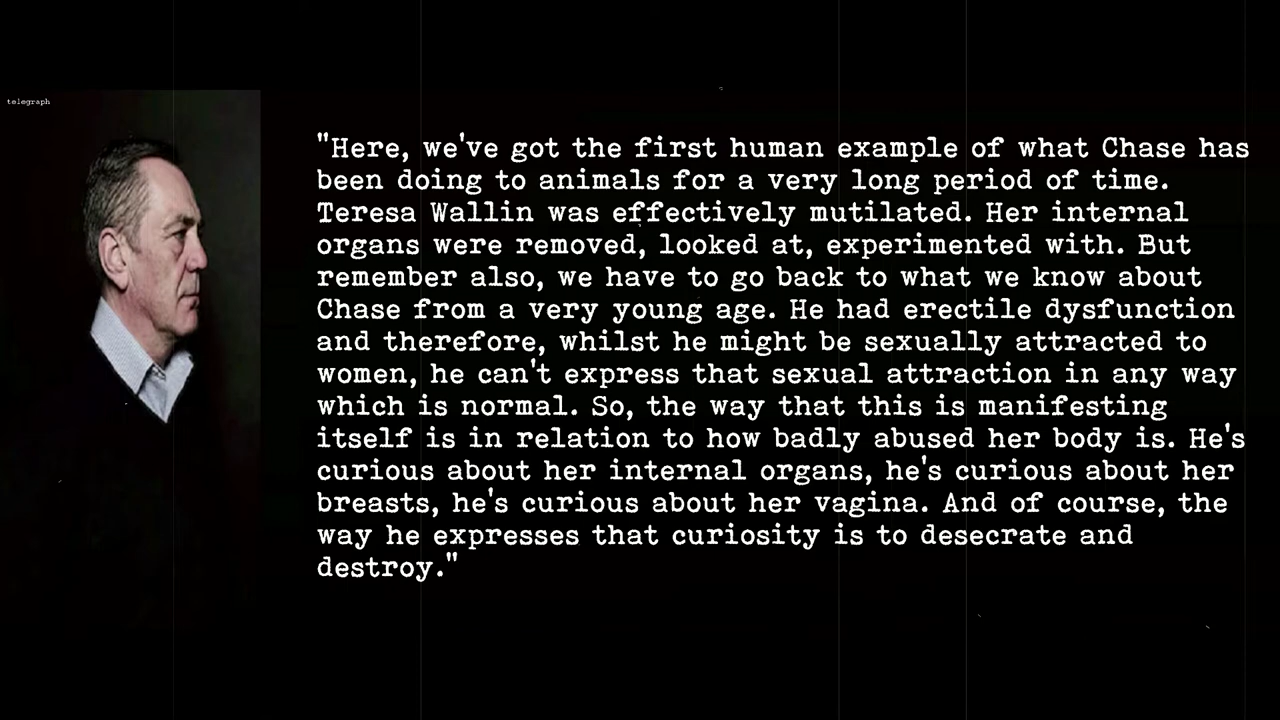 telegraph
"Here, we've got the first human example of what Chase has
been doing to animals for a very long period of time.
Teresa Wallin was effectively mutilated. Her internal
organs were removed, looked at, experimented with. But
remember also, we have to go back to what we know about
Chase from a very young age. He had erectile dysfunction
and therefore, whilst he might be sexually attracted to
women, he can't express that sexual attraction in any way
which is normal. So, the way that this is manifesting
itself is in relation to how badly abused her body is. He's
curious about her internal organs, he's curious about her
breasts, he's curious about her vagina. And of course, the
way he expresses that curiosity is to desecrate and
destroy."